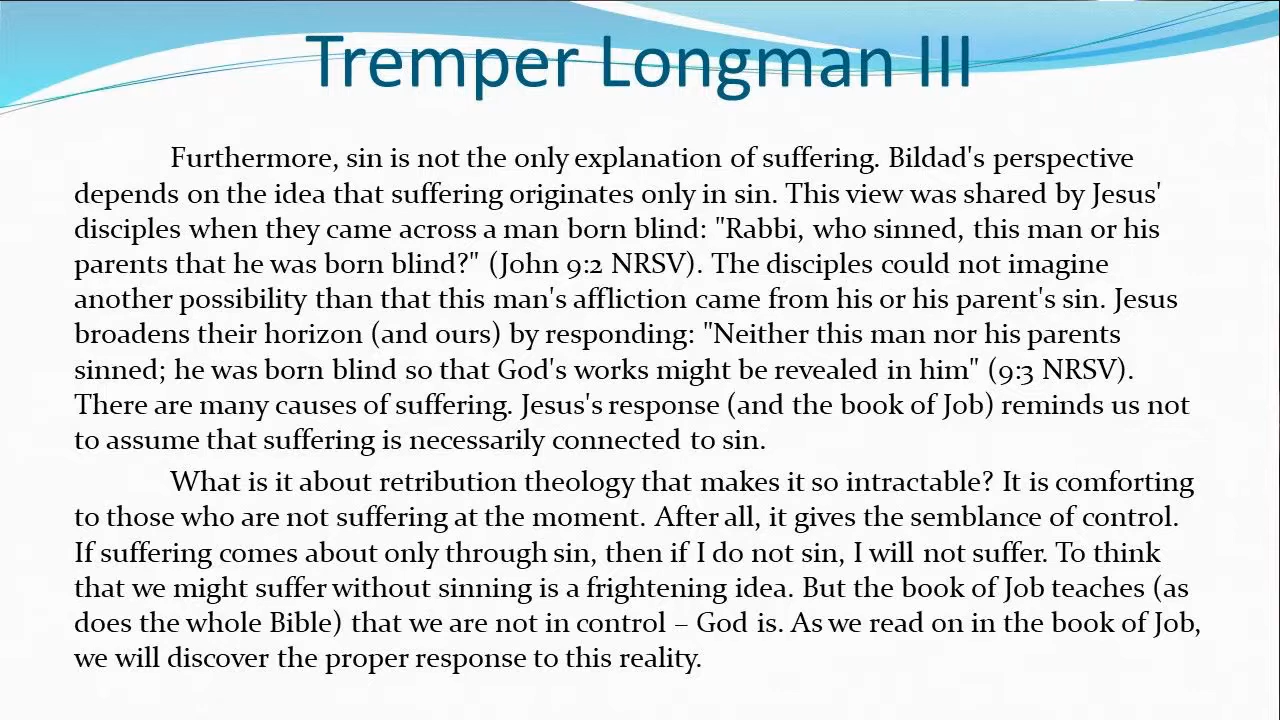 Tremper Longman III
Furthermore, sin is not the only explanation of suffering. Bildad's perspective
depends on the idea that suffering originates only in sin. This view was shared by Jesus'
disciples when they came across a man born blind: "Rabbi, who sinned, this man or his
parents that he was born blind?" (John 9:2 NRSV). The disciples could not imagine
another possibility than that this man's affliction came from his or his parent's sin. Jesus
broadens their horizon (and ours) by responding: "Neither this man nor his parents
sinned; he was born blind so that God's works might be revealed in him" (9:3 NRSV).
There are many causes of suffering. Jesus's response (and the book of Job) reminds us not
to assume that suffering is necessarily connected to sin.
What is it about retribution theology that makes it so intractable? It is comforting
to those who are not suffering at the moment. After all, it gives the semblance of control.
If suffering comes about only through sin, then if I do not sin, I will not suffer. To think
that we might suffer without sinning is a frightening idea. But the book of Job teaches (as
does the whole Bible) that we are not in control – God is. As we read on in the book of Job,
we will discover the proper response to this reality.